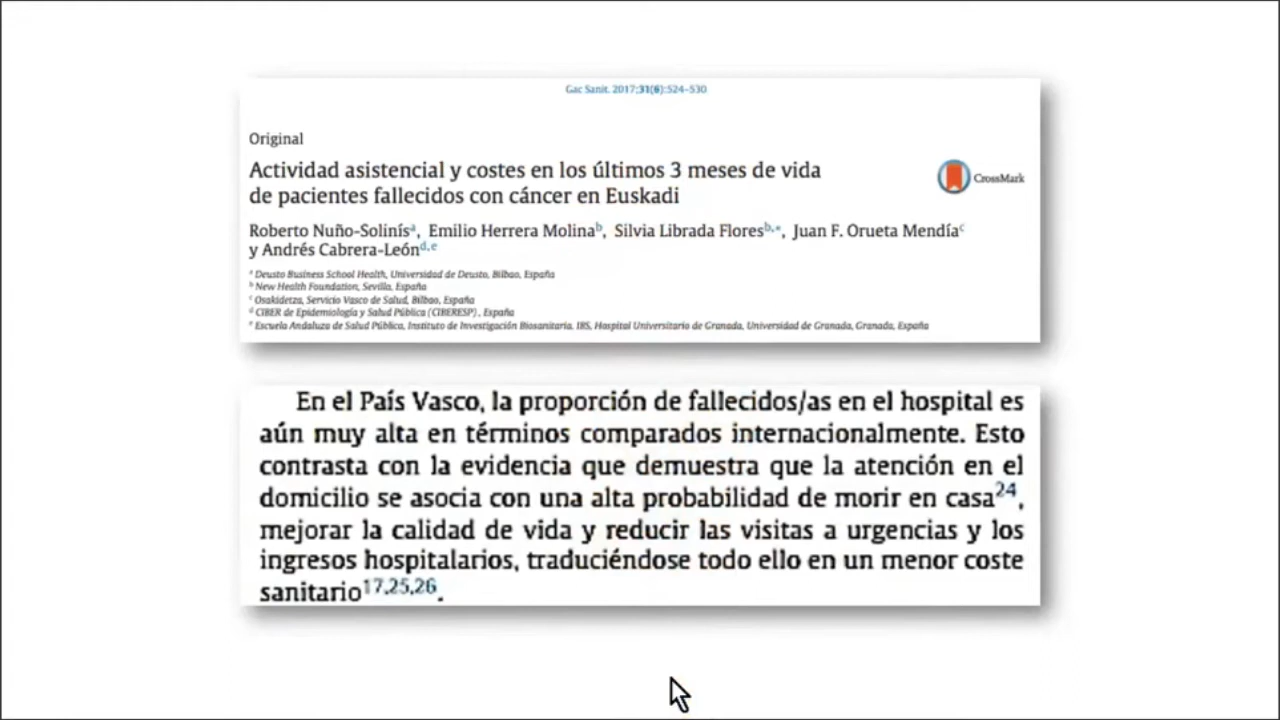 Gac Sanit. 2017;31(6):524–530
Original
Actividad asistencial y costes en los últimos 3 meses de vida
de pacientes fallecidos con cáncer en Euskadi
CrossMark
Roberto Nuño-Solinísᵃ, Emilio Herrera Molinaᵇ, Silvia Librada Floresᵇ,*, Juan F. Orueta Mendíaᶜ
y Andrés Cabrera-Leónᵈ,ᵉ
ᵃ Deusto Business School Health, Universidad de Deusto, Bilbao, España
ᵇ New Health Foundation, Sevilla, España
ᶜ Osakidetza, Servicio Vasco de Salud, Bilbao, España
ᵈ CIBER de Epidemiología y Salud Pública (CIBERESP), España
ᵉ Escuela Andaluza de Salud Pública, Instituto de Investigación Biosanitaria, IBS, Hospital Universitario de Granada, Universidad de Granada, Granada, España
En el País Vasco, la proporción de fallecidos/as en el hospital es
aún muy alta en términos comparados internacionalmente. Esto
contrasta con la evidencia que demuestra que la atención en el
domicilio se asocia con una alta probabilidad de morir en casa²⁴,
mejorar la calidad de vida y reducir las visitas a urgencias y los
ingresos hospitalarios, traduciéndose todo ello en un menor coste
sanitario¹⁷,²⁵,²⁶.